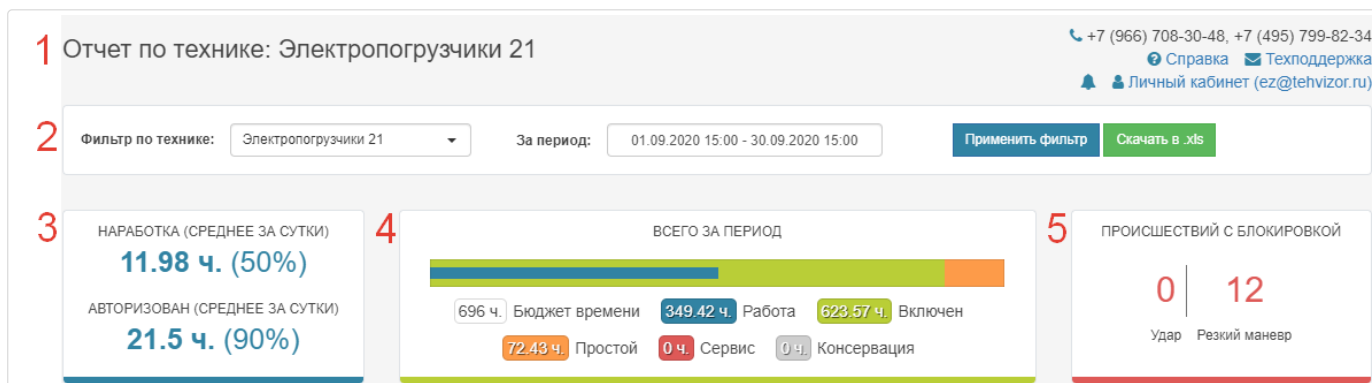 1 Отчет по технике: Электропогрузчики 21
+7 (966) 708-30-48, +7 (495) 799-82-34
Справка Техподдержка
Личный кабинет (ez@tehvizor.ru)
2 Фильтр по технике: Электропогрузчики 21 За период: 01.09.2020 15:00 - 30.09.2020 15:00 Применить фильтр Скачать в .xls
3
НАРАБОТКА (СРЕДНЕЕ ЗА СУТКИ)
11.98 ч. (50%)
АВТОРИЗОВАН (СРЕДНЕЕ ЗА СУТКИ)
21.5 ч. (90%)
4
ВСЕГО ЗА ПЕРИОД
696 ч. Бюджет времени 349.42 ч. Работа 623.57 ч. Включен
72.43 ч. Простой 0 ч. Сервис 0 ч. Консервация
5
ПРОИСШЕСТВИЙ С БЛОКИРОВКОЙ
0 12
Удар Резкий маневр